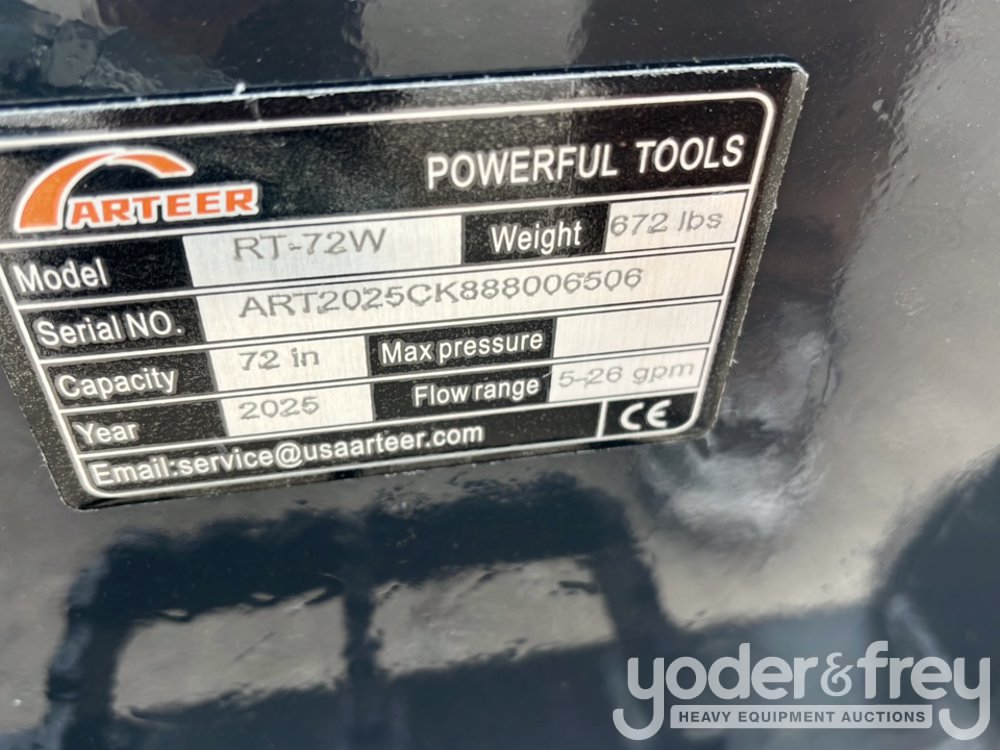 ARTEER POWERFUL TOOLS
Model RT-72W Weight 672 lbs
Serial NO. ART2025CK888006506
Capacity 72 in Max pressure
Year 2025 Flow range 5-26 gpm
Email:service@usaarteer.com CE
yoder&frey
HEAVY EQUIPMENT AUCTIONS